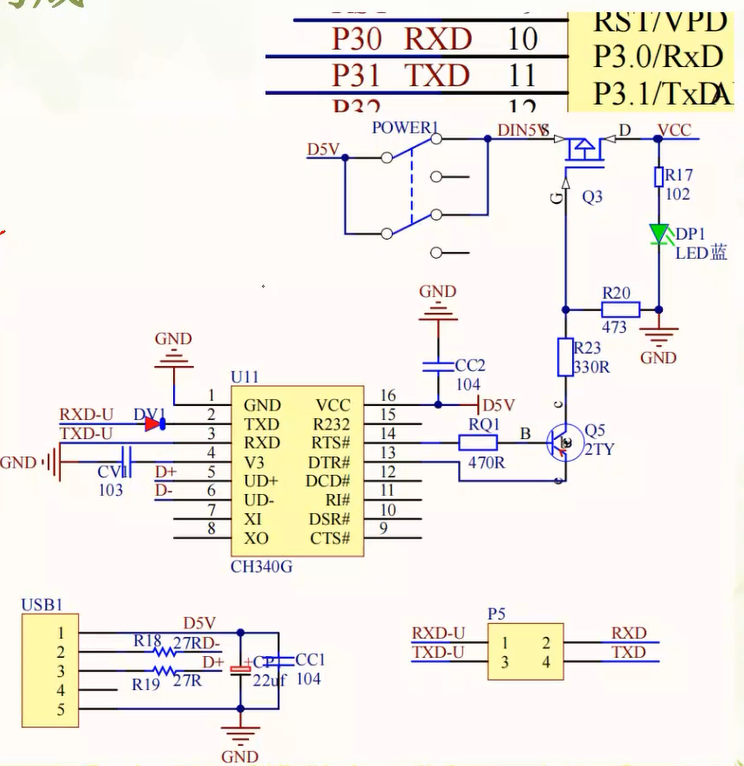 RST/VPD
P30 RXD 10 P3.0/RxD
P31 TXD 11 P3.1/TxD
P32 12
POWER1
D5V
DIN5V S D VCC
G Q3
R17
102
DP1
LED蓝
R20
473
GND
R23
330R
GND
CC2
104
D5V
GND
U11
1 GND VCC 16
RXD-U DV1 2 TXD R232 15
TXD-U 3 RXD RTS# 14
GND 4 V3 DTR# 13
CV1
103
D+ 5 UD+ DCD# 12
D- 6 UD- RI# 11
7 XI DSR# 10
8 XO CTS# 9
CH340G
RQ1
470R
B
c
e
Q5
2TY
USB1
1 D5V
2 R18 27R D-
3 R19 27R D+
4
5
CP
22uf
CC1
104
GND
P5
RXD-U 1 2 RXD
TXD-U 3 4 TXD